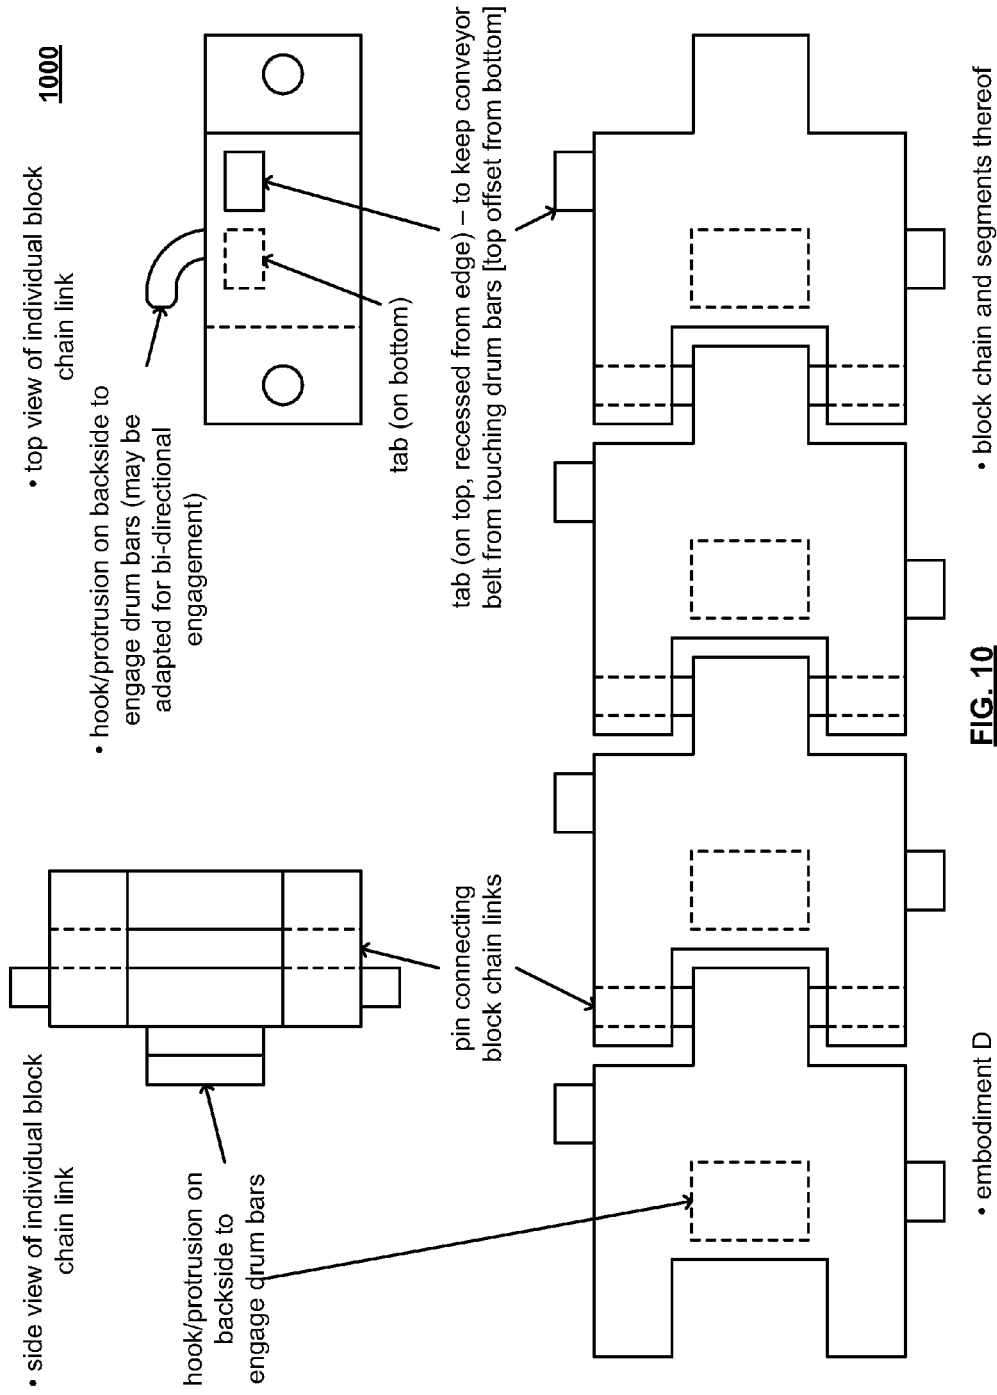 1000
• side view of individual block
chain link
• top view of individual block
chain link
• hook/protrusion on backside to
engage drum bars (may be
adapted for bi-directional
engagement)
hook/protrusion on
backside to
engage drum bars
pin connecting
block chain links
tab (on bottom)
tab (on top, recessed from edge) – to keep conveyor
belt from touching drum bars [top offset from bottom]
• embodiment D
• block chain and segments thereof
FIG. 10